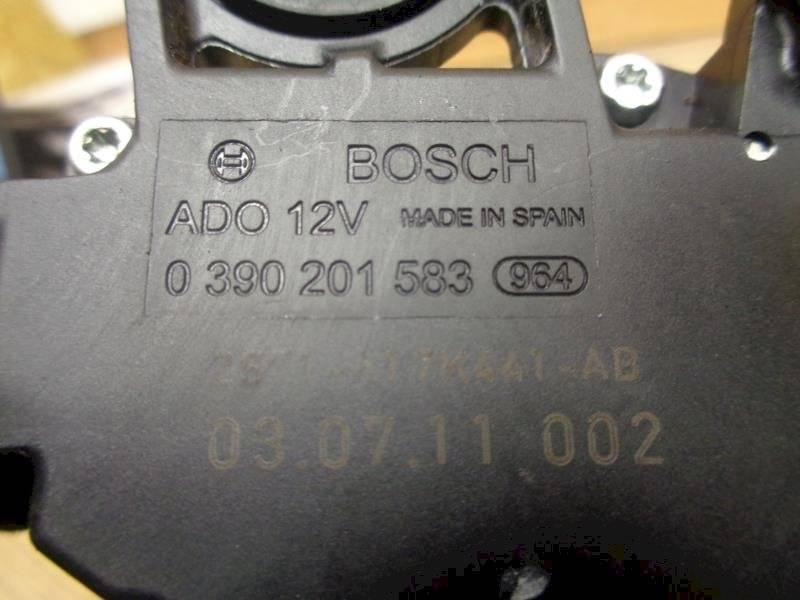 BOSCH
ADO 12V MADE IN SPAIN
0 390 201 583 964
03.07.11 002